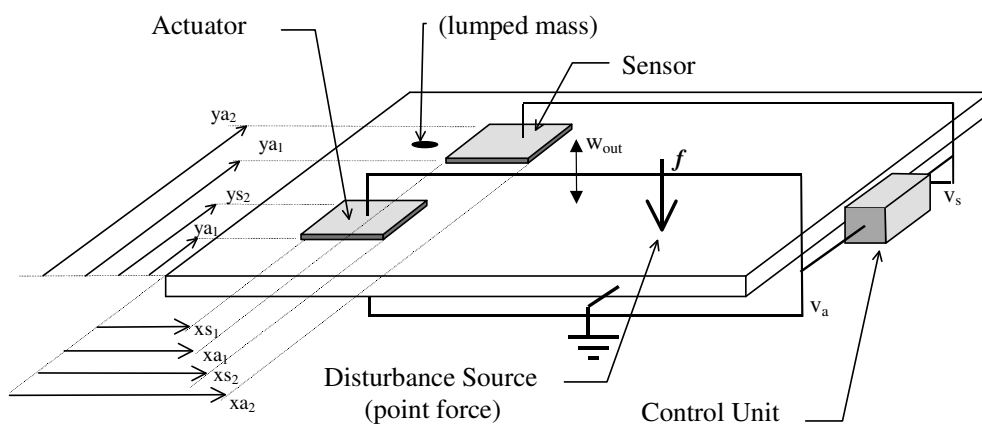 Actuator
(lumped mass)
Sensor
ya2
ya1
wout
f
ys2
ya1
vs
xs1
xa1
xs2
xa2
va
Disturbance Source
(point force)
Control Unit